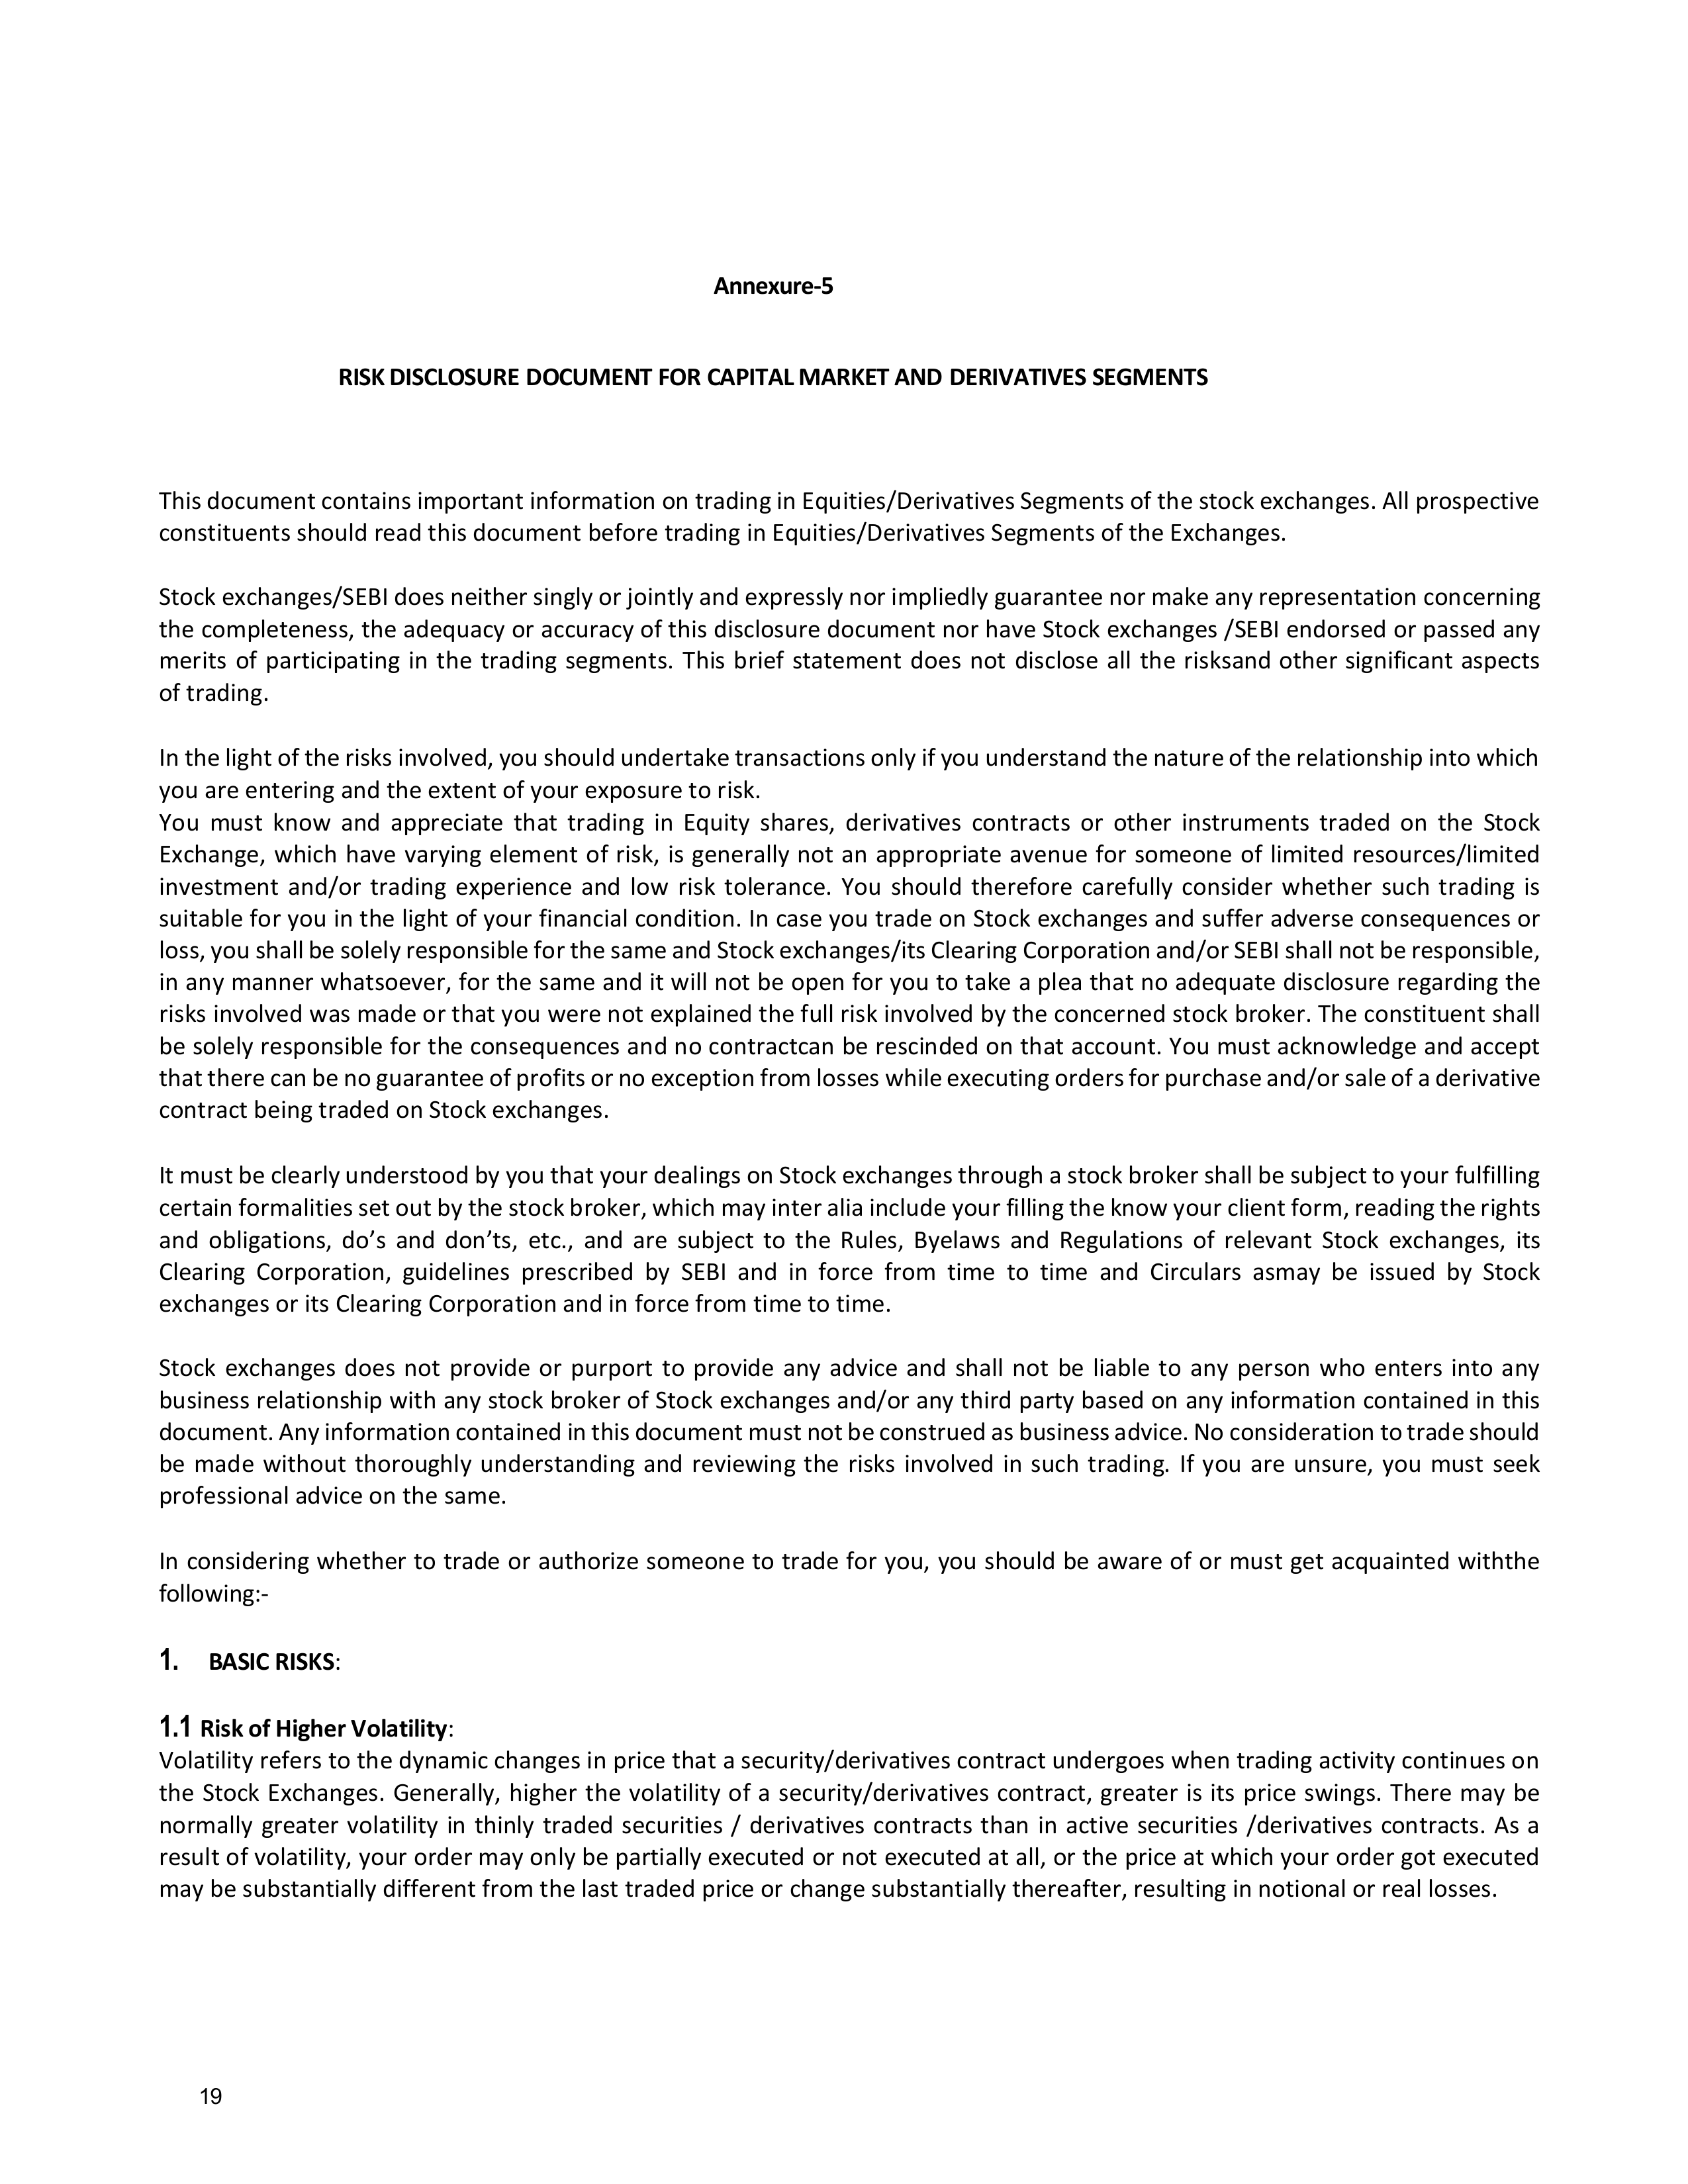 Annexure-5
RISK DISCLOSURE DOCUMENT FOR CAPITAL MARKET AND DERIVATIVES SEGMENTS
This document contains important information on trading in Equities/Derivatives Segments of the stock exchanges. All prospective
constituents should read this document before trading in Equities/Derivatives Segments of the Exchanges.
Stock exchanges/SEBI does neither singly or jointly and expressly nor impliedly guarantee nor make any representation concerning
the completeness, the adequacy or accuracy of this disclosure document nor have Stock exchanges /SEBI endorsed or passed any
merits of participating in the trading segments. This brief statement does not disclose all the risksand other significant aspects
of trading.
In the light of the risks involved, you should undertake transactions only if you understand the nature of the relationship into which
you are entering and the extent of your exposure to risk.
You must know and appreciate that trading in Equity shares, derivatives contracts or other instruments traded on the Stock
Exchange, which have varying element of risk, is generally not an appropriate avenue for someone of limited resources/limited
investment and/or trading experience and low risk tolerance. You should therefore carefully consider whether such trading is
suitable for you in the light of your financial condition. In case you trade on Stock exchanges and suffer adverse consequences or
loss, you shall be solely responsible for the same and Stock exchanges/its Clearing Corporation and/or SEBI shall not be responsible,
in any manner whatsoever, for the same and it will not be open for you to take a plea that no adequate disclosure regarding the
risks involved was made or that you were not explained the full risk involved by the concerned stock broker. The constituent shall
be solely responsible for the consequences and no contractcan be rescinded on that account. You must acknowledge and accept
that there can be no guarantee of profits or no exception from losses while executing orders for purchase and/or sale of a derivative
contract being traded on Stock exchanges.
It must be clearly understood by you that your dealings on Stock exchanges through a stock broker shall be subject to your fulfilling
certain formalities set out by the stock broker, which may inter alia include your filling the know your client form, reading the rights
and obligations, do’s and don’ts, etc., and are subject to the Rules, Byelaws and Regulations of relevant Stock exchanges, its
Clearing Corporation, guidelines prescribed by SEBI and in force from time to time and Circulars asmay be issued by Stock
exchanges or its Clearing Corporation and in force from time to time.
Stock exchanges does not provide or purport to provide any advice and shall not be liable to any person who enters into any
business relationship with any stock broker of Stock exchanges and/or any third party based on any information contained in this
document. Any information contained in this document must not be construed as business advice. No consideration to trade should
be made without thoroughly understanding and reviewing the risks involved in such trading. If you are unsure, you must seek
professional advice on the same.
In considering whether to trade or authorize someone to trade for you, you should be aware of or must get acquainted withthe
following:-
1. BASIC RISKS:
1.1 Risk of Higher Volatility:
Volatility refers to the dynamic changes in price that a security/derivatives contract undergoes when trading activity continues on
the Stock Exchanges. Generally, higher the volatility of a security/derivatives contract, greater is its price swings. There may be
normally greater volatility in thinly traded securities / derivatives contracts than in active securities /derivatives contracts. As a
result of volatility, your order may only be partially executed or not executed at all, or the price at which your order got executed
may be substantially different from the last traded price or change substantially thereafter, resulting in notional or real losses.
19